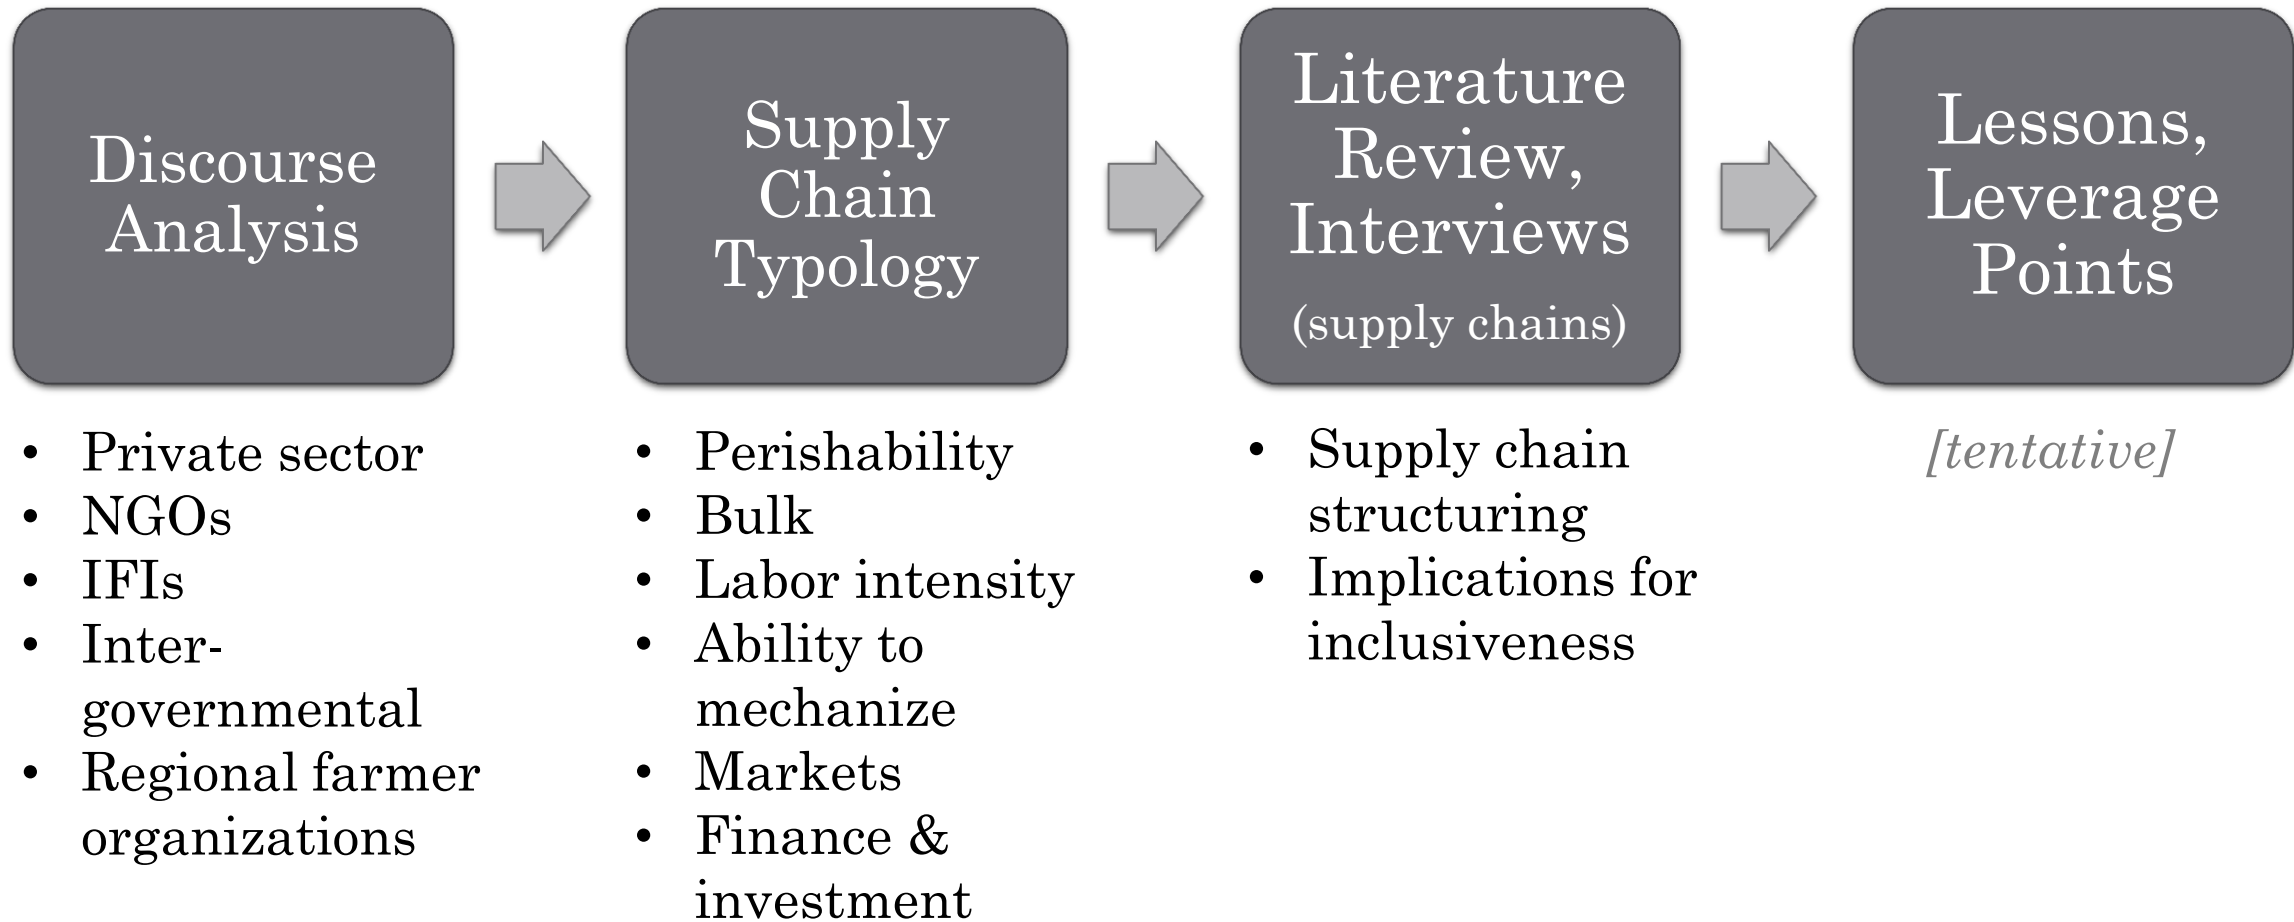 Discourse
Analysis
Supply
Chain
Typology
Literature
Review,
Interviews
(supply chains)
Lessons,
Leverage
Points
• Private sector
• NGOs
• IFIs
• Inter-
governmental
• Regional farmer
organizations
• Perishability
• Bulk
• Labor intensity
• Ability to
mechanize
• Markets
• Finance &
investment
• Supply chain
structuring
• Implications for
inclusiveness
[tentative]